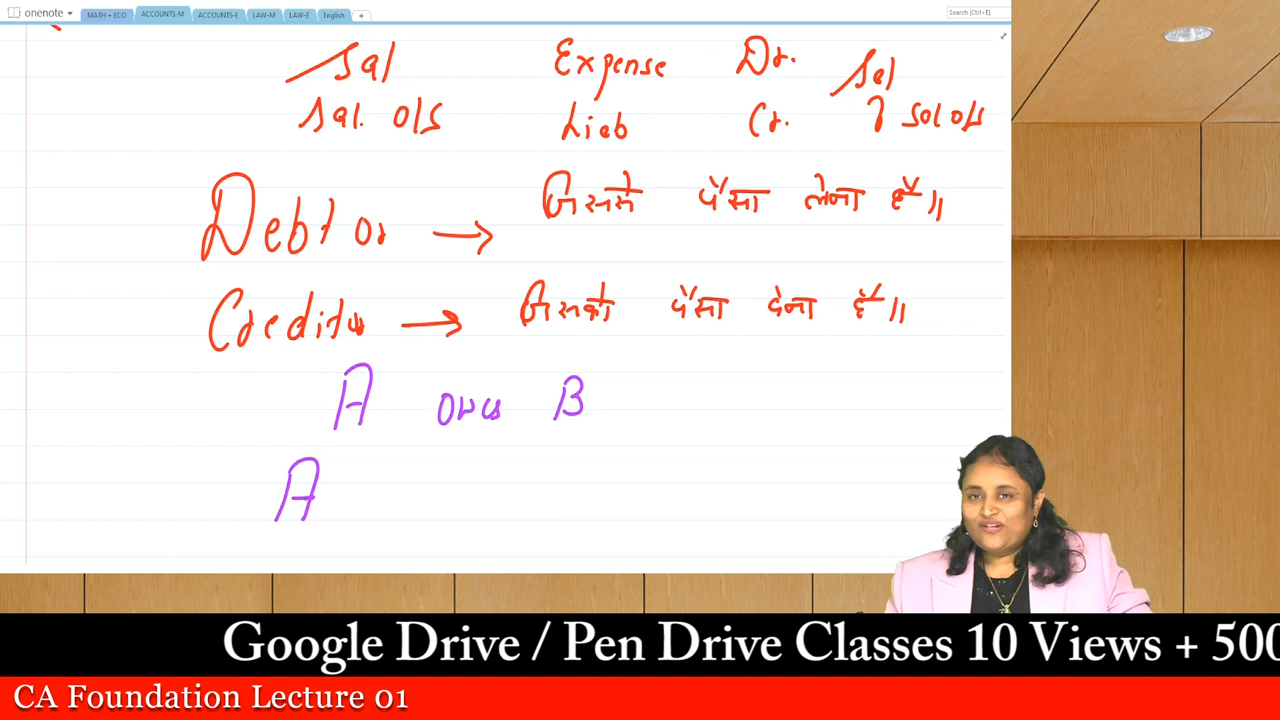 onenote
MATH + ECO ACCOUNTS-M ACCOUNTS-E LAW-M LAW-E English +
Search (Ctrl+E)
Sal Expense Dr. Sal
Sal. O/S Liab Cr. Sal O/S
Debtor → जिससे पैसा लेना है॥
Creditor → जिसको पैसा देना है॥
A owes B
A
Google Drive / Pen Drive Classes 10 Views + 500
CA Foundation Lecture 01